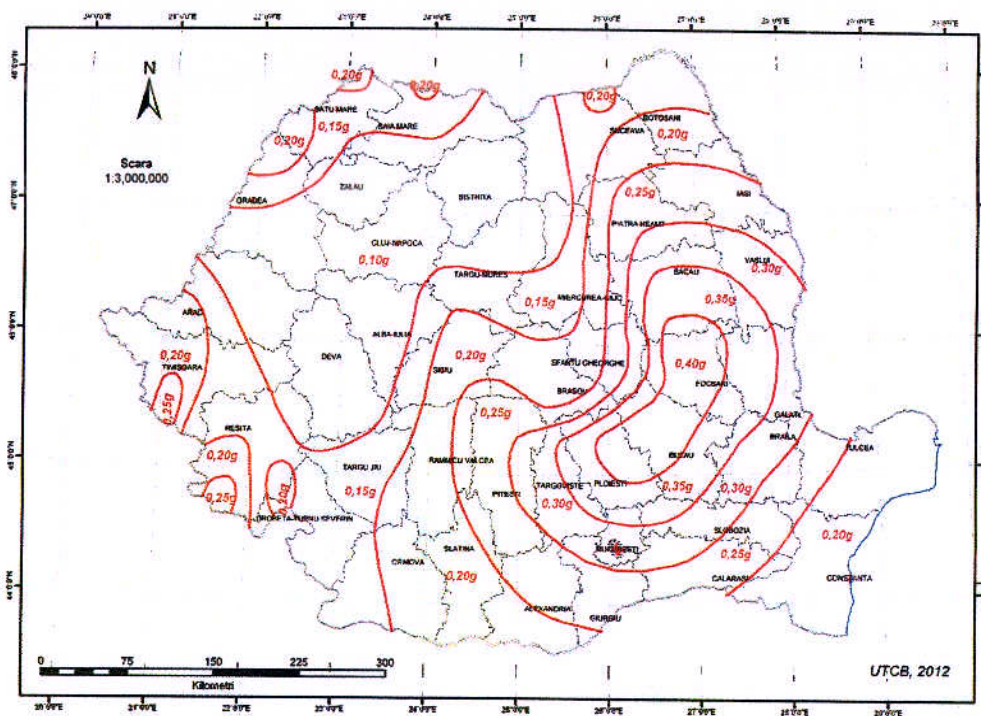 N
Scara
1:3,000,000
0,20g
0,20g
0,20g
SATU MARE
0,15g
BAIA MARE
0,20g
BOTOSANI
SUCEAVA
0,20g
ORADEA
ZALAU
BISTRITA
0,25g
IASI
PIATRA-NEAMT
CLUJ-NAPOCA
0,10g
TARGU-MURES
BACAU
VASLUI
0,30g
0,15g
MIERCUREA-CIUC
0,35g
ARAD
ALBA-IULIA
0,20g
TIMISOARA
DEVA
0,20g
SIBIU
SFANTU GHEORGHE
0,40g
FOCSANI
BRASOV
0,25g
0,25g
GALATI
RESITA
BRAILA
TULCEA
0,20g
TARGU JIU
RAMNICU VALCEA
BUZAU
0,25g
0,20g
0,15g
PITESTI
TARGOVISTE
PLOIESTI
0,30g
0,35g
0,30g
DROBETA-TURNU SEVERIN
SLOBOZIA
0,20g
CRAIOVA
SLATINA
BUCURESTI
0,25g
0,20g
CALARASI
CONSTANTA
ALEXANDRIA
GIURGIU
0 75 150 225 300
Kilometri
UTCB, 2012